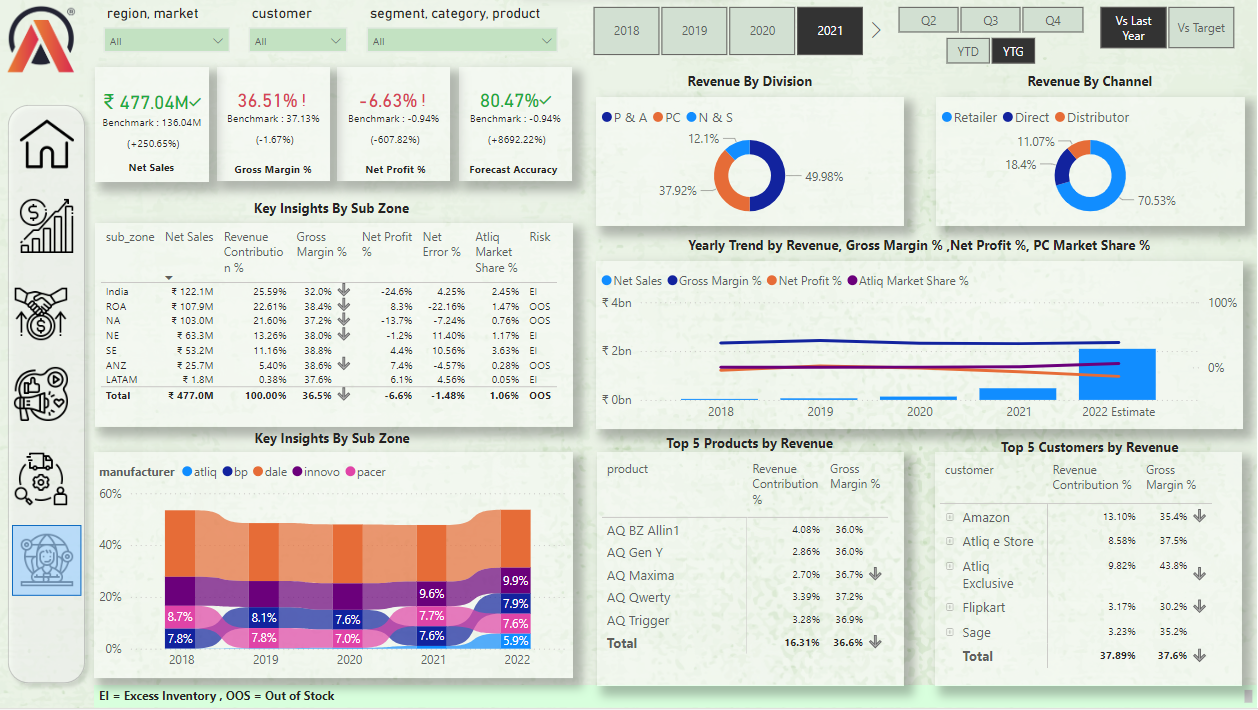 region, market
customer
segment, category, product
All
All
All
2018
2019
2020
2021
Q2
Q3
Q4
YTD
YTG
Vs Last
Year
Vs Target
₹ 477.04M✓
Benchmark : 136.04M
(+250.65%)
Net Sales
36.51% !
Benchmark : 37.13%
(-1.67%)
Gross Margin %
-6.63% !
Benchmark : -0.94%
(-607.82%)
Net Profit %
80.47%✓
Benchmark : -0.94%
(+8692.22%)
Forecast Accuracy
Revenue By Division
P & A PC N & S
12.1%
37.92%
49.98%
Revenue By Channel
Retailer Direct Distributor
11.07%
18.4%
70.53%
Key Insights By Sub Zone
sub_zone Net Sales Revenue Gross Net Profit Net Atliq Risk
Contributio Margin % % Error % Market
n % Share %
India ₹ 122.1M 25.59% 32.0% -24.6% 4.25% 2.45% EI
ROA ₹ 107.9M 22.61% 38.4% 8.3% -22.16% 1.47% OOS
NA ₹ 103.0M 21.60% 37.2% -13.7% -7.24% 0.76% OOS
NE ₹ 63.3M 13.26% 38.0% -1.2% 11.40% 1.17% EI
SE ₹ 53.2M 11.16% 38.8% 4.4% 10.56% 3.63% EI
ANZ ₹ 25.7M 5.40% 38.6% 7.4% -4.57% 0.28% OOS
LATAM ₹ 1.8M 0.38% 37.6% 6.1% 4.56% 0.05% EI
Total ₹ 477.0M 100.00% 36.5% -6.6% -1.48% 1.06% OOS
Yearly Trend by Revenue, Gross Margin % ,Net Profit %, PC Market Share %
Net Sales Gross Margin % Net Profit % Atliq Market Share %
₹ 4bn
100%
₹ 2bn
0%
₹ 0bn
2018 2019 2020 2021 2022 Estimate
Key Insights By Sub Zone
manufacturer atliq bp dale innovo pacer
60%
40%
20%
0%
8.7%
7.8%
8.1%
7.8%
7.6%
7.0%
9.6%
7.7%
7.6%
9.9%
7.9%
7.6%
5.9%
2018 2019 2020 2021 2022
Top 5 Products by Revenue
product Revenue Gross
Contribution Margin %
%
AQ BZ Allin1 4.08% 36.0%
AQ Gen Y 2.86% 36.0%
AQ Maxima 2.70% 36.7%
AQ Qwerty 3.39% 37.2%
AQ Trigger 3.28% 36.9%
Total 16.31% 36.6%
Top 5 Customers by Revenue
customer Revenue Gross
Contribution % Margin %
Amazon 13.10% 35.4%
Atliq e Store 8.58% 37.5%
Atliq 9.82% 43.8%
Exclusive
Flipkart 3.17% 30.2%
Sage 3.23% 35.2%
Total 37.89% 37.6%
EI = Excess Inventory , OOS = Out of Stock